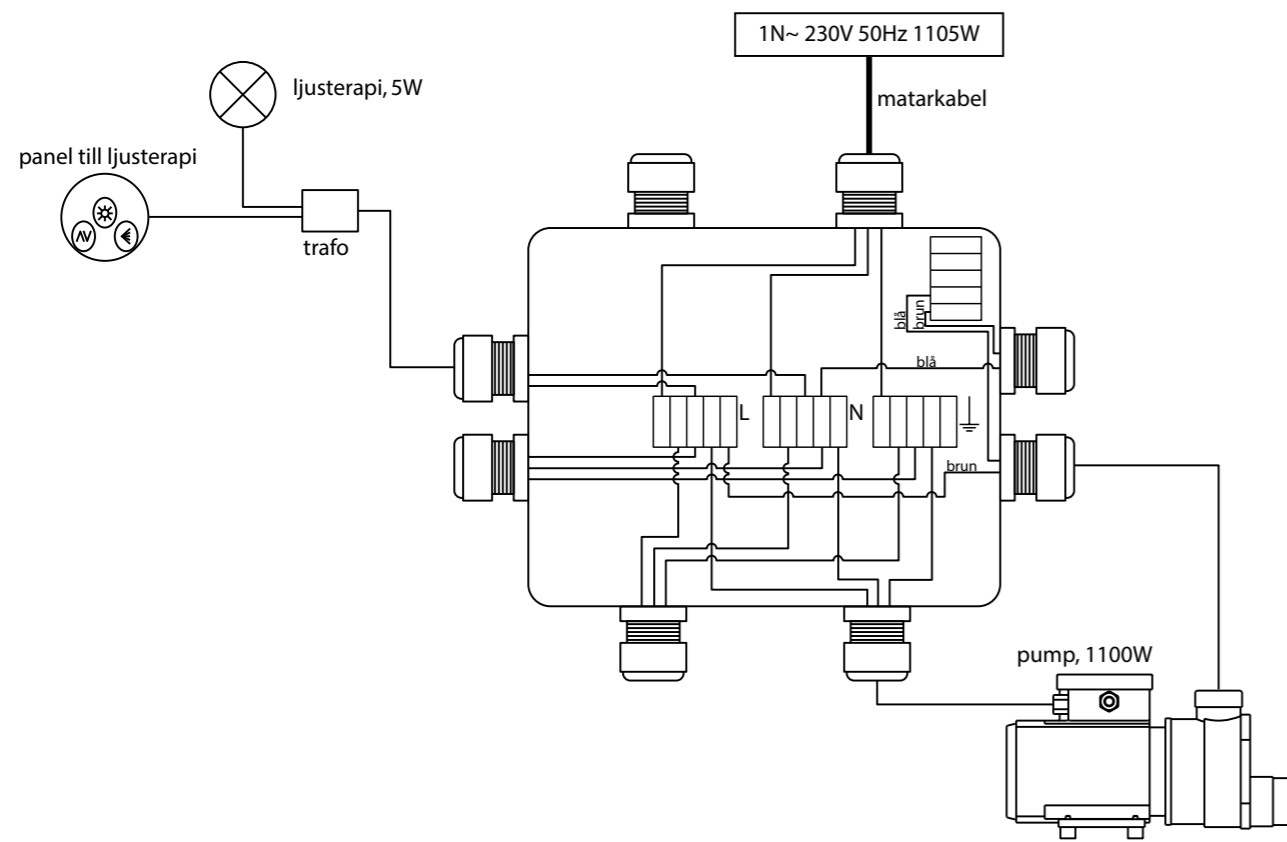 1N~ 230V 50Hz 1105W
ljusterapi, 5W
matarkabel
panel till ljusterapi
trafo
blå
brun
blå
L
N
brun
pump, 1100W